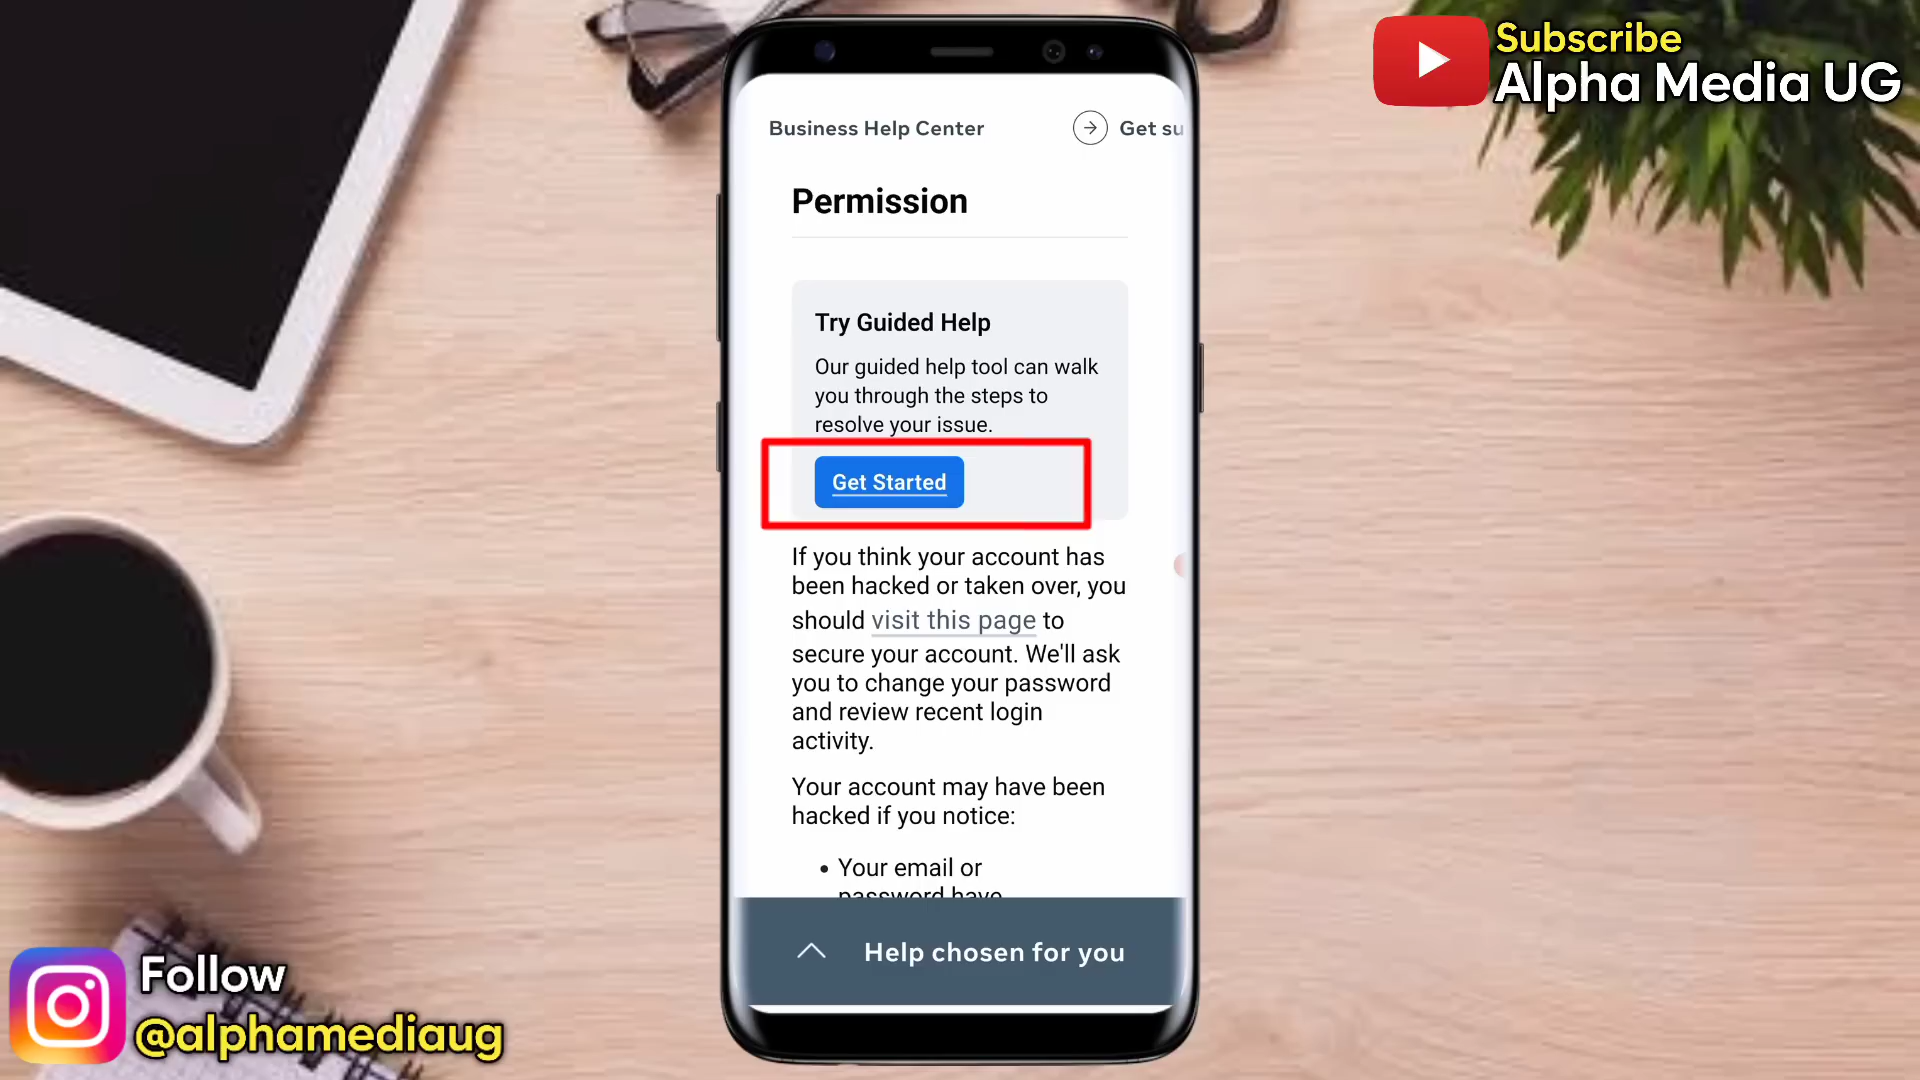 Subscribe
Alpha Media UG
Business Help Center
Get su
Permission
Try Guided Help
Our guided help tool can walk
you through the steps to
resolve your issue.
Get Started
If you think your account has
been hacked or taken over, you
should visit this page to
secure your account. We'll ask
you to change your password
and review recent login
activity.
Your account may have been
hacked if you notice:
• Your email or
password have
Help chosen for you
Follow
@alphamediaug